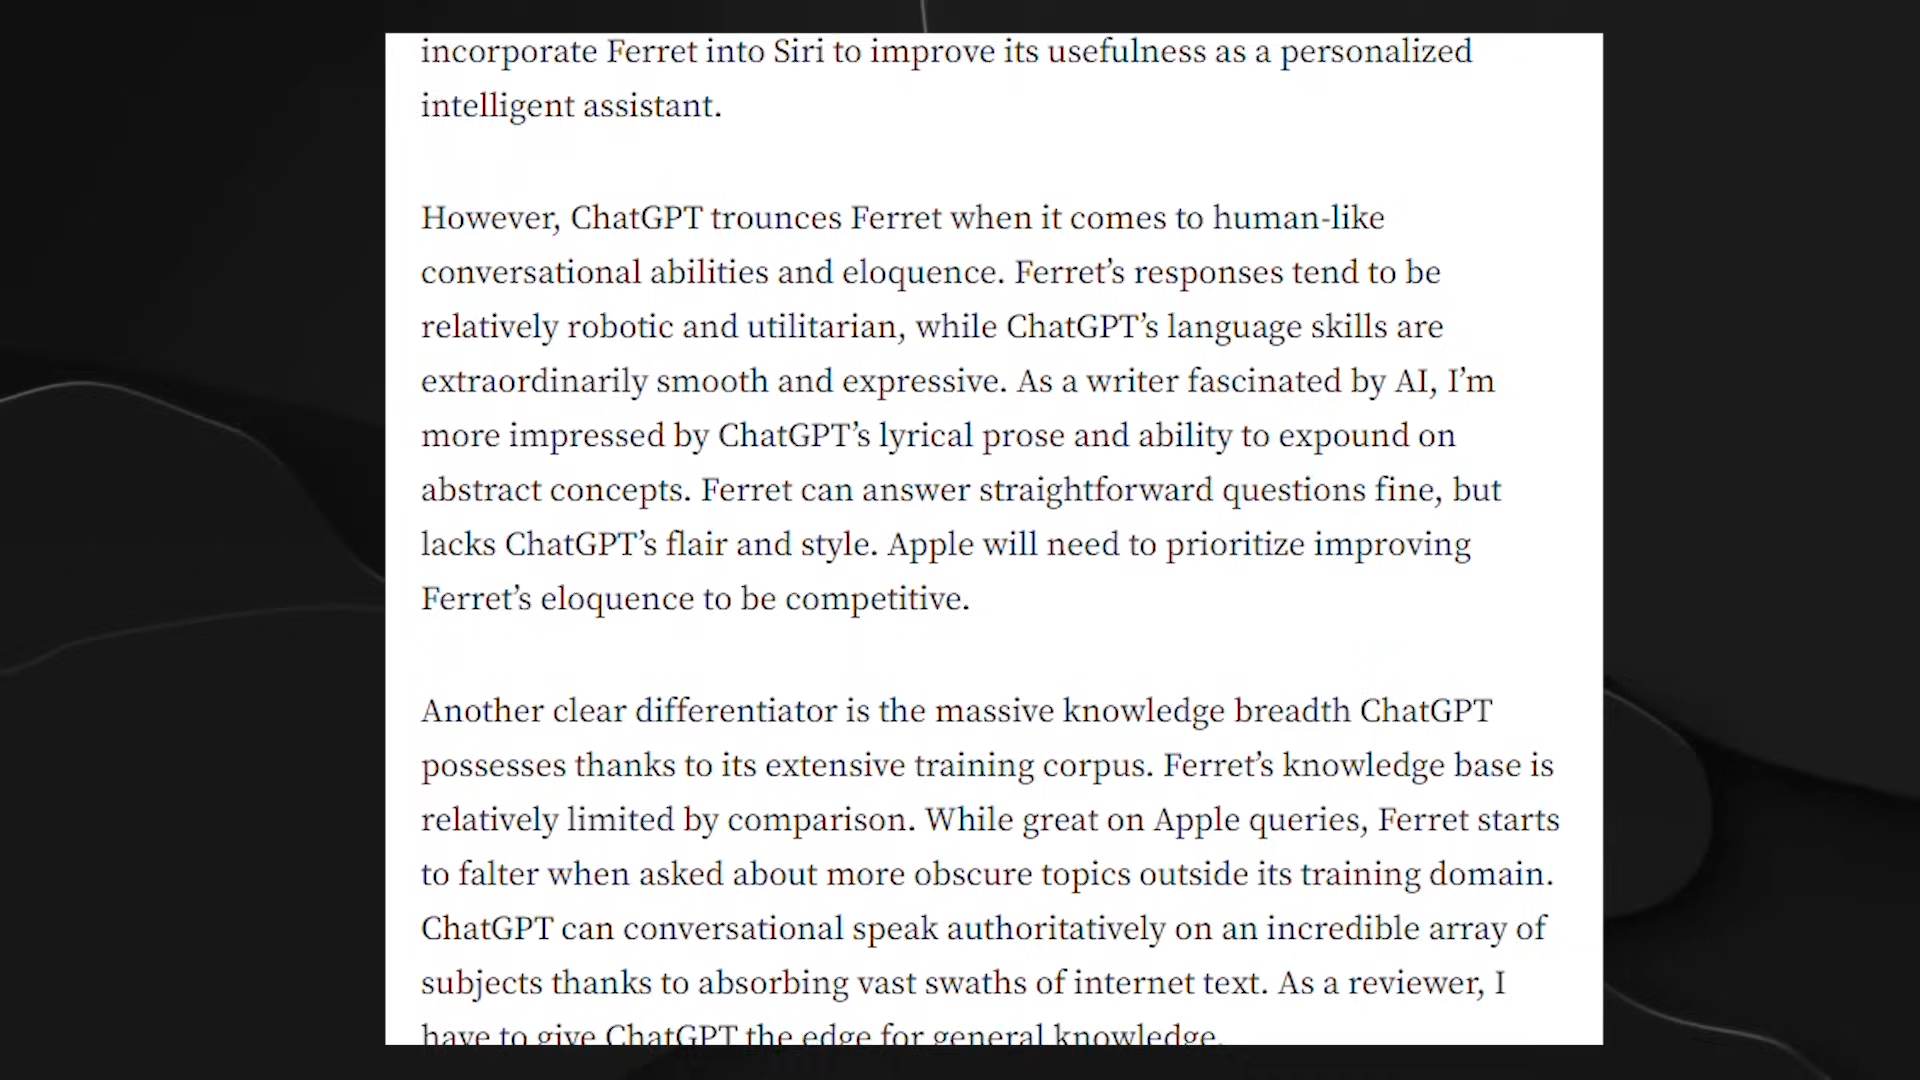 incorporate Ferret into Siri to improve its usefulness as a personalized
intelligent assistant.
However, ChatGPT trounces Ferret when it comes to human-like
conversational abilities and eloquence. Ferret’s responses tend to be
relatively robotic and utilitarian, while ChatGPT’s language skills are
extraordinarily smooth and expressive. As a writer fascinated by AI, I’m
more impressed by ChatGPT’s lyrical prose and ability to expound on
abstract concepts. Ferret can answer straightforward questions fine, but
lacks ChatGPT’s flair and style. Apple will need to prioritize improving
Ferret’s eloquence to be competitive.
Another clear differentiator is the massive knowledge breadth ChatGPT
possesses thanks to its extensive training corpus. Ferret’s knowledge base is
relatively limited by comparison. While great on Apple queries, Ferret starts
to falter when asked about more obscure topics outside its training domain.
ChatGPT can conversational speak authoritatively on an incredible array of
subjects thanks to absorbing vast swaths of internet text. As a reviewer, I
have to give ChatGPT the edge for general knowledge.